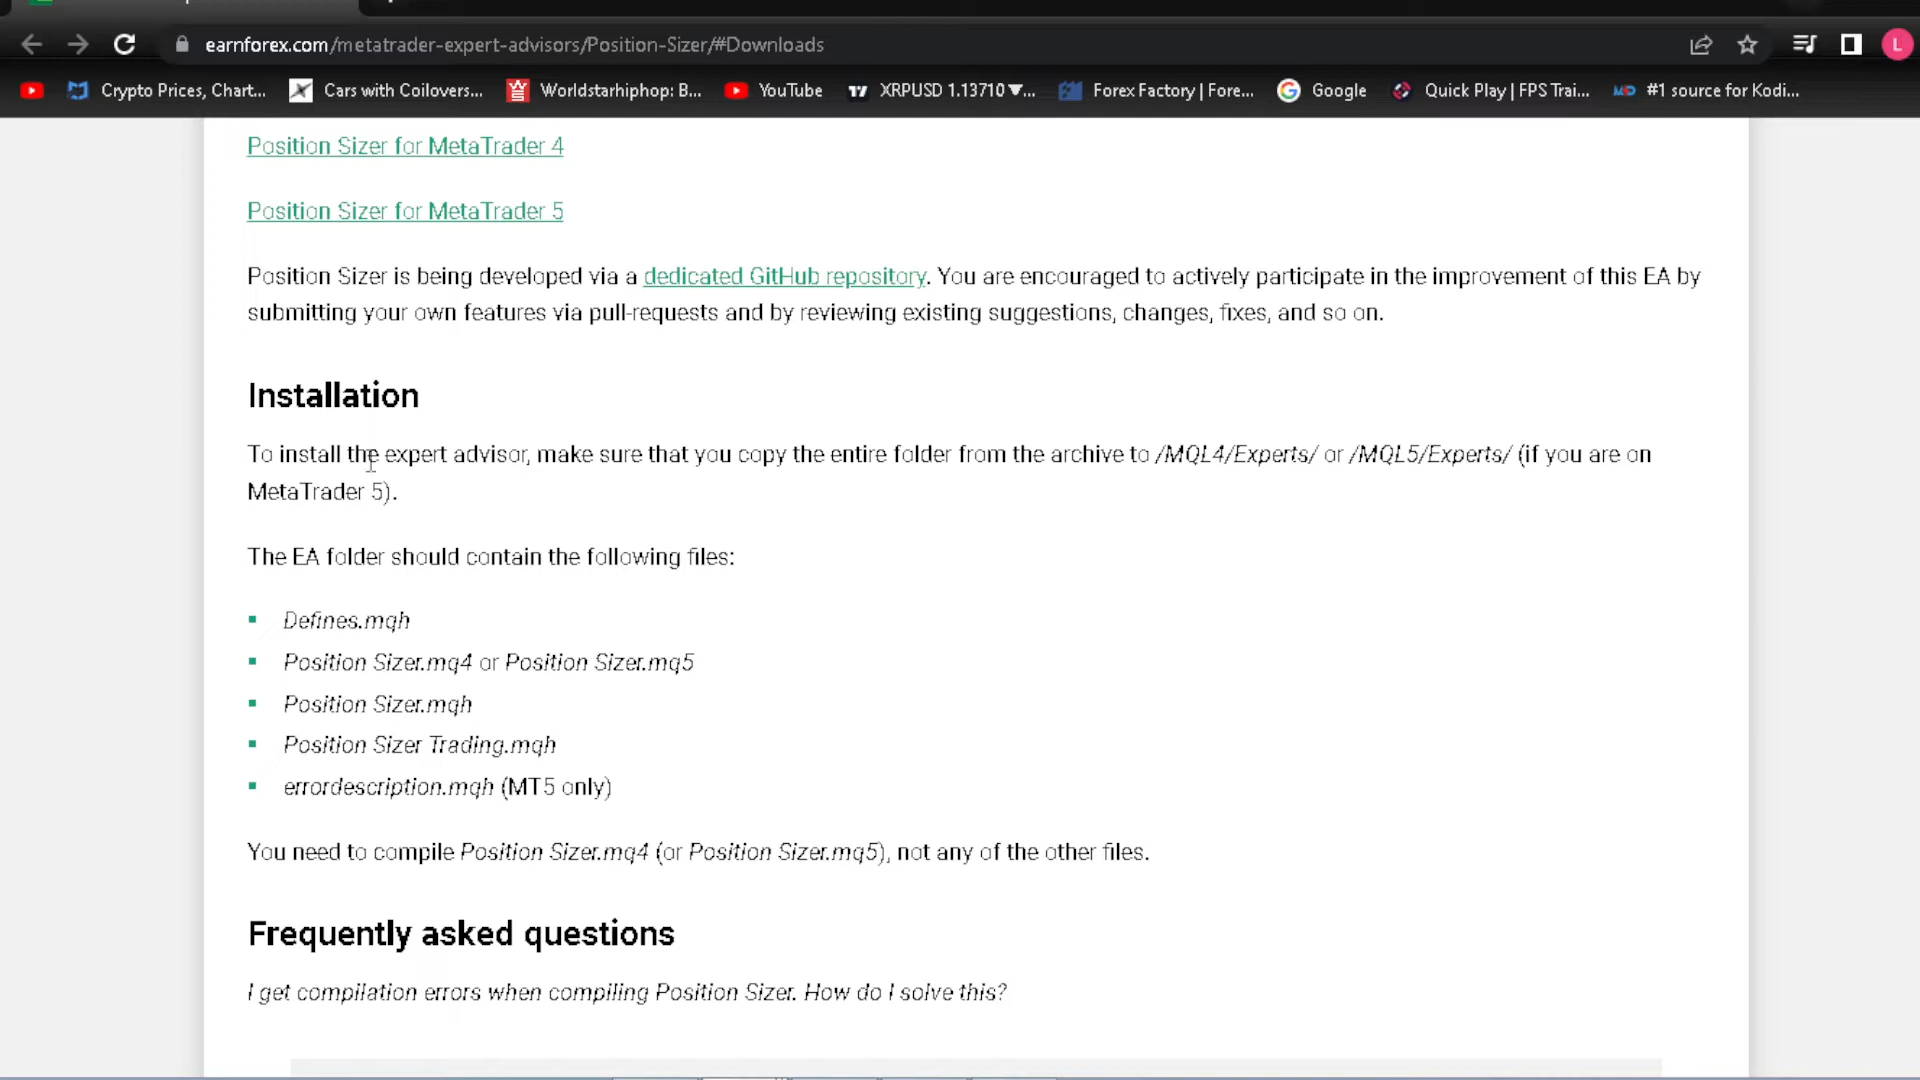 earnforex.com/metatrader-expert-advisors/Position-Sizer/#Downloads
L
Crypto Prices, Chart... Cars with Coilovers... Worldstarhiphop: B... YouTube XRPUSD 1.13710▼... Forex Factory | Fore... Google Quick Play | FPS Trai... #1 source for Kodi...
Position Sizer for MetaTrader 4
Position Sizer for MetaTrader 5
Position Sizer is being developed via a dedicated GitHub repository. You are encouraged to actively participate in the improvement of this EA by
submitting your own features via pull-requests and by reviewing existing suggestions, changes, fixes, and so on.
Installation
To install the expert advisor, make sure that you copy the entire folder from the archive to /MQL4/Experts/ or /MQL5/Experts/ (if you are on
MetaTrader 5).
The EA folder should contain the following files:
▪ Defines.mqh
▪ Position Sizer.mq4 or Position Sizer.mq5
▪ Position Sizer.mqh
▪ Position Sizer Trading.mqh
▪ errordescription.mqh (MT5 only)
You need to compile Position Sizer.mq4 (or Position Sizer.mq5), not any of the other files.
Frequently asked questions
I get compilation errors when compiling Position Sizer. How do I solve this?